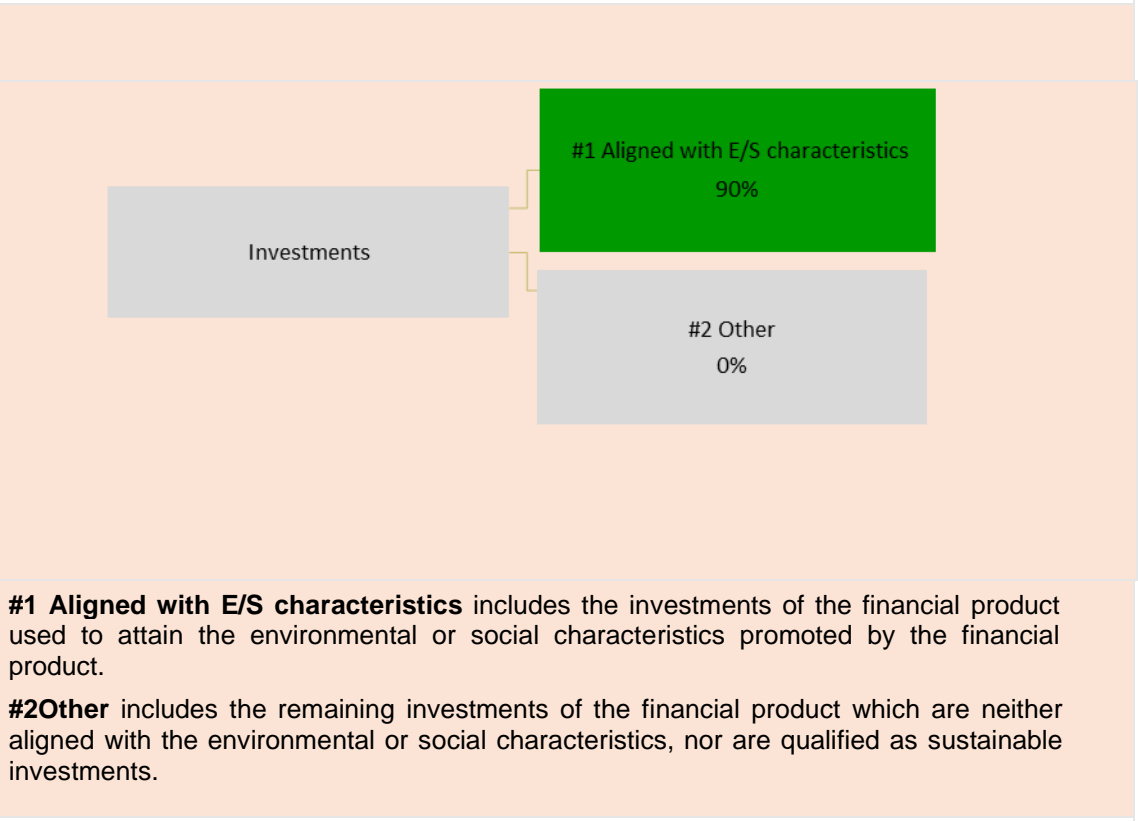 #1 Aligned with E/S characteristics
90%
Investments
#2 Other
0%
#1 Aligned with E/S characteristics includes the investments of the financial product
used to attain the environmental or social characteristics promoted by the financial
product.
#2Other includes the remaining investments of the financial product which are neither
aligned with the environmental or social characteristics, nor are qualified as sustainable
investments.